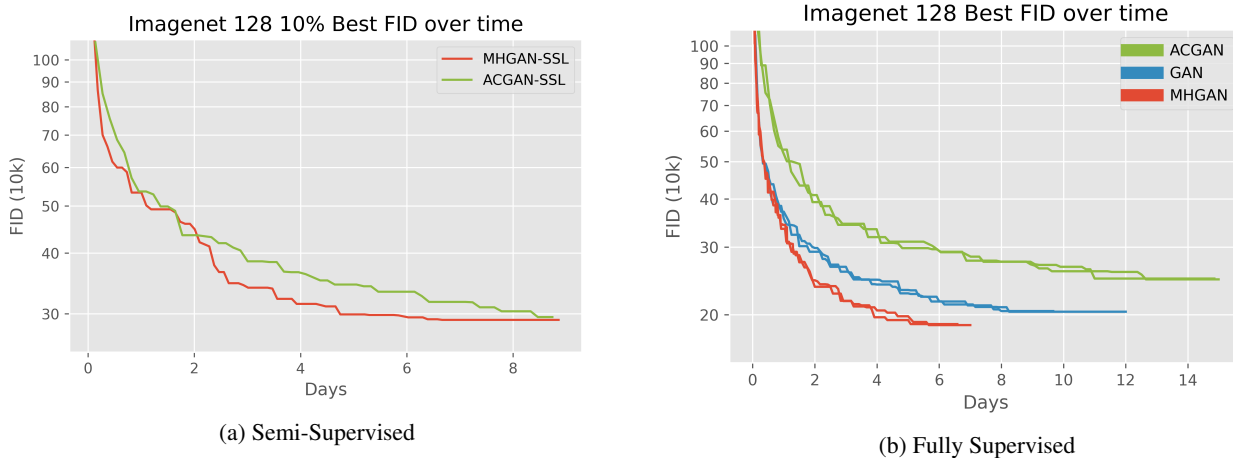 Imagenet 128 10% Best FID over time
MHGAN-SSL
ACGAN-SSL
100
90
80
70
60
50
40
30
FID (10k)
0 2 4 6 8
Days
(a) Semi-Supervised
Imagenet 128 Best FID over time
ACGAN
GAN
MHGAN
100
90
80
70
60
50
40
30
20
FID (10k)
0 2 4 6 8 10 12 14
Days
(b) Fully Supervised